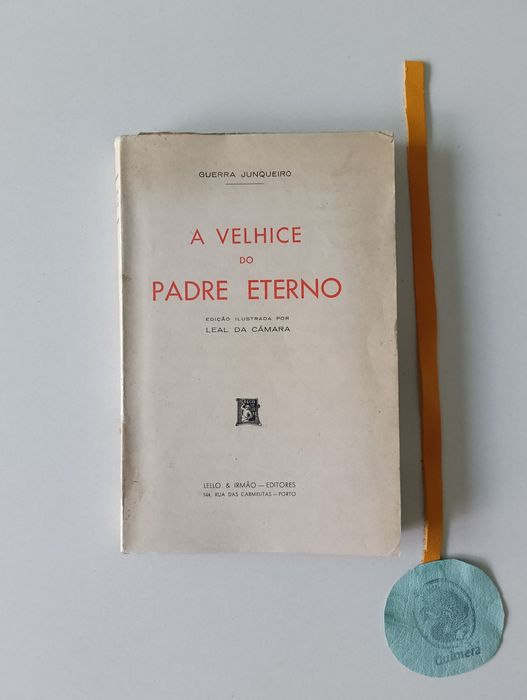 GUERRA JUNQUEIRO
A VELHICE
DO
PADRE ETERNO
EDIÇÃO ILUSTRADA POR
LEAL DA CÂMARA
LELLO & IRMÃO — EDITORES
144, RUA DAS CARMELITAS — PORTO
Quimera